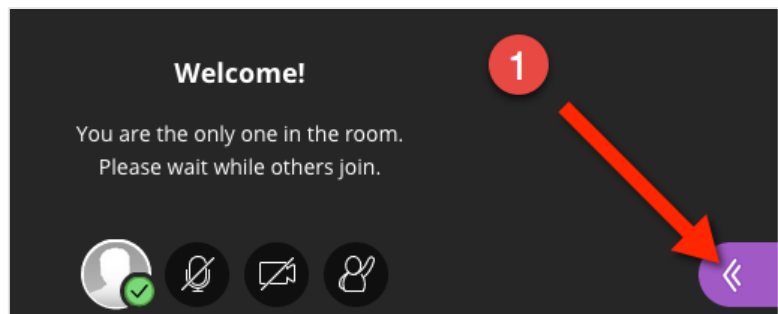 Welcome!
1
You are the only one in the room.
Please wait while others join.